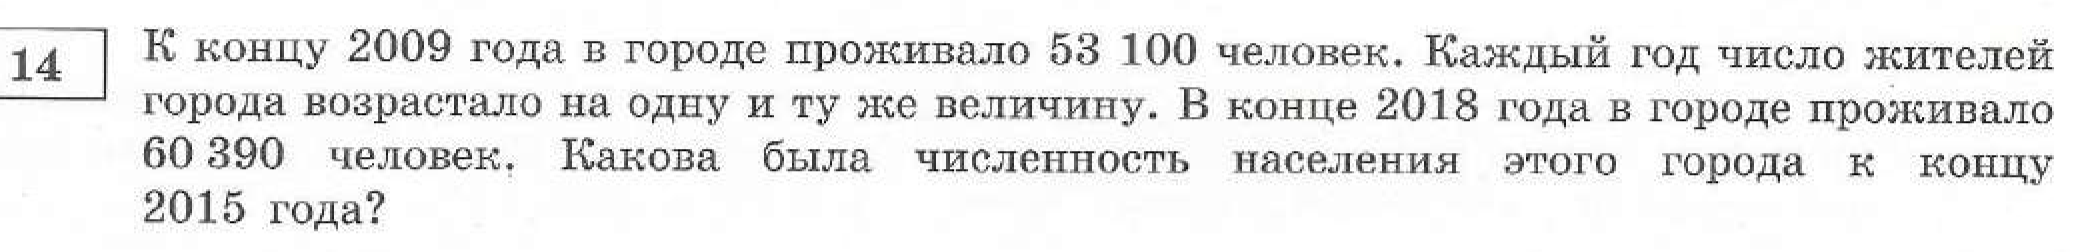 14
К концу 2009 года в городе проживало 53 100 человек. Каждый год число жителей
города возрастало на одну и ту же величину. В конце 2018 года в городе проживало
60 390 человек. Какова была численность населения этого города к концу
2015 года?